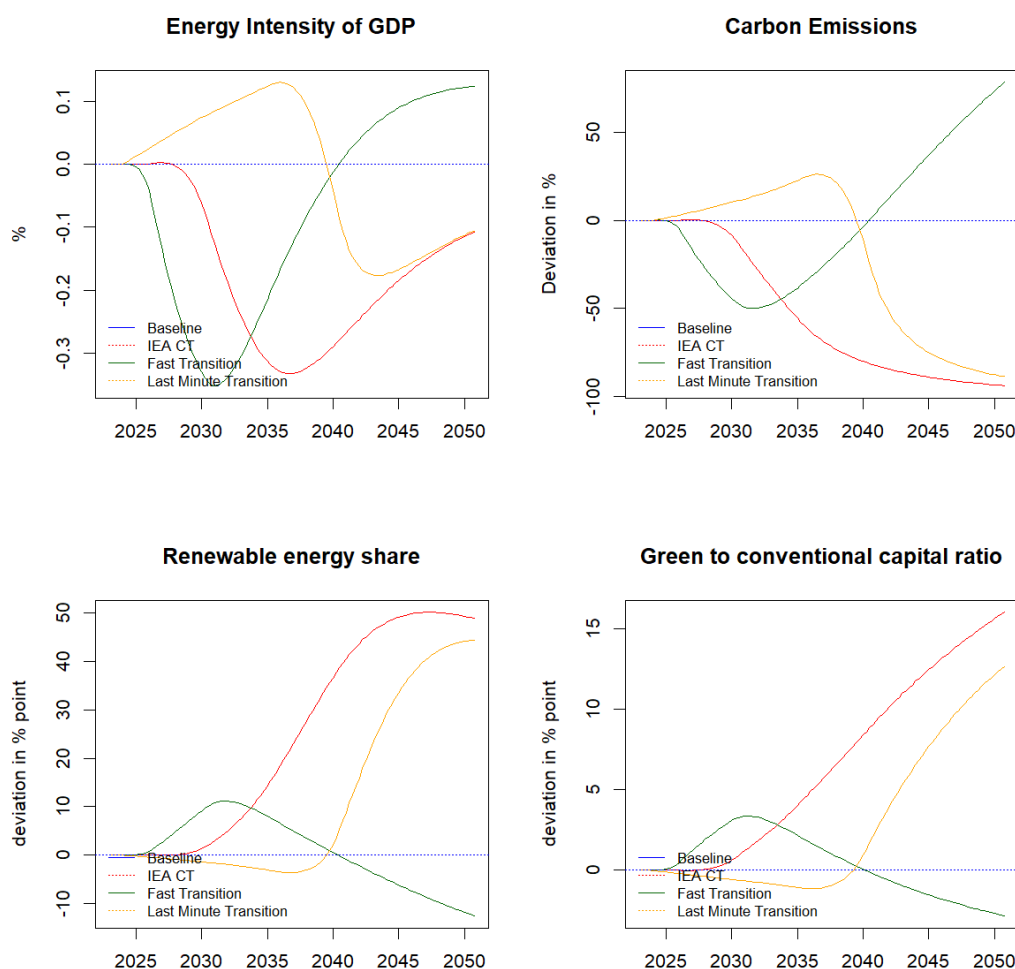 Energy Intensity of GDP
%
0.1
0.0
-0.1
-0.2
-0.3
Baseline
IEA CT
Fast Transition
Last Minute Transition
2025 2030 2035 2040 2045 2050
Carbon Emissions
Deviation in %
50
0
-50
-100
Baseline
IEA CT
Fast Transition
Last Minute Transition
2025 2030 2035 2040 2045 2050
Renewable energy share
deviation in % point
50
40
30
20
10
0
-10
Baseline
IEA CT
Fast Transition
Last Minute Transition
2025 2030 2035 2040 2045 2050
Green to conventional capital ratio
deviation in % point
15
10
5
0
Baseline
IEA CT
Fast Transition
Last Minute Transition
2025 2030 2035 2040 2045 2050